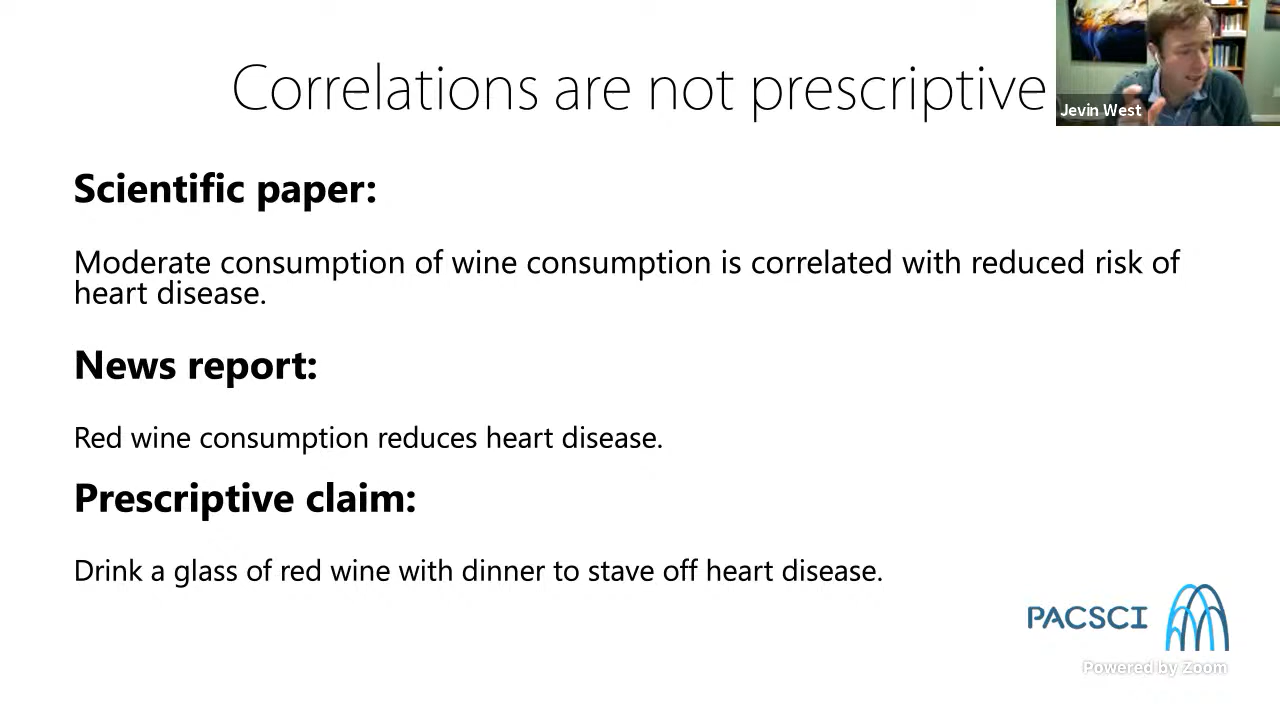 Correlations are not prescriptive
Jevin West
Scientific paper:
Moderate consumption of wine consumption is correlated with reduced risk of
heart disease.
News report:
Red wine consumption reduces heart disease.
Prescriptive claim:
Drink a glass of red wine with dinner to stave off heart disease.
PACSCI
Powered by Zoom